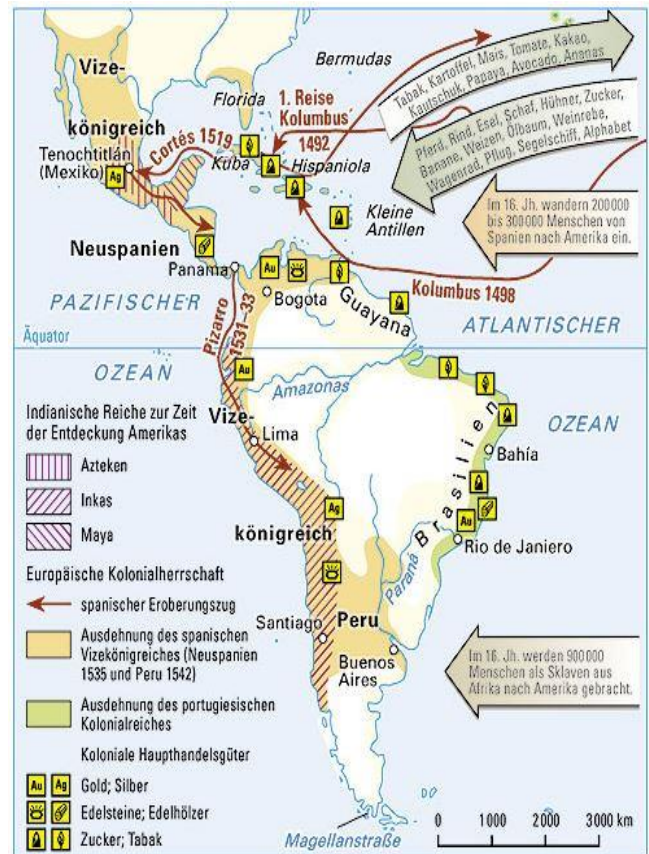 Vize-
königreich
Tenochtitlán
(Mexiko)
Ag
Neuspanien
Panama
Bermudas
Florida
1. Reise
Kolumbus'
1492
Cortés 1519
Kuba
Hispaniola
Kleine
Antillen
Tabak, Kartoffel, Mais, Tomate, Kakao,
Kautschuk, Papaya, Avocado, Ananas
Pferd, Rind, Esel, Schaf, Hühner, Zucker,
Banane, Weizen, Ölbaum, Weinrebe,
Wagenrad, Pflug, Segelschiff, Alphabet
Im 16. Jh. wandern 200000
bis 300000 Menschen von
Spanien nach Amerika ein.
Kolumbus 1498
Au
Bogota
Guayana
PAZIFISCHER
OZEAN
ATLANTISCHER
OZEAN
Äquator
Pizarro
1531–33
Au
Amazonas
Vize-
Lima
königreich
Peru
Ag
Brasilien
Bahía
Au
Rio de Janiero
Paraná
Santiago
Buenos
Aires
Im 16. Jh. werden 900000
Menschen als Sklaven aus
Afrika nach Amerika gebracht.
Magellanstraße
0 1000 2000 3000 km
Indianische Reiche zur Zeit
der Entdeckung Amerikas
Azteken
Inkas
Maya
Europäische Kolonialherrschaft
spanischer Eroberungszug
Ausdehnung des spanischen
Vizekönigreiches (Neuspanien
1535 und Peru 1542)
Ausdehnung des portugiesischen
Kolonialreiches
Koloniale Haupthandelsgüter
Au Ag Gold; Silber
Edelsteine; Edelhölzer
Zucker; Tabak